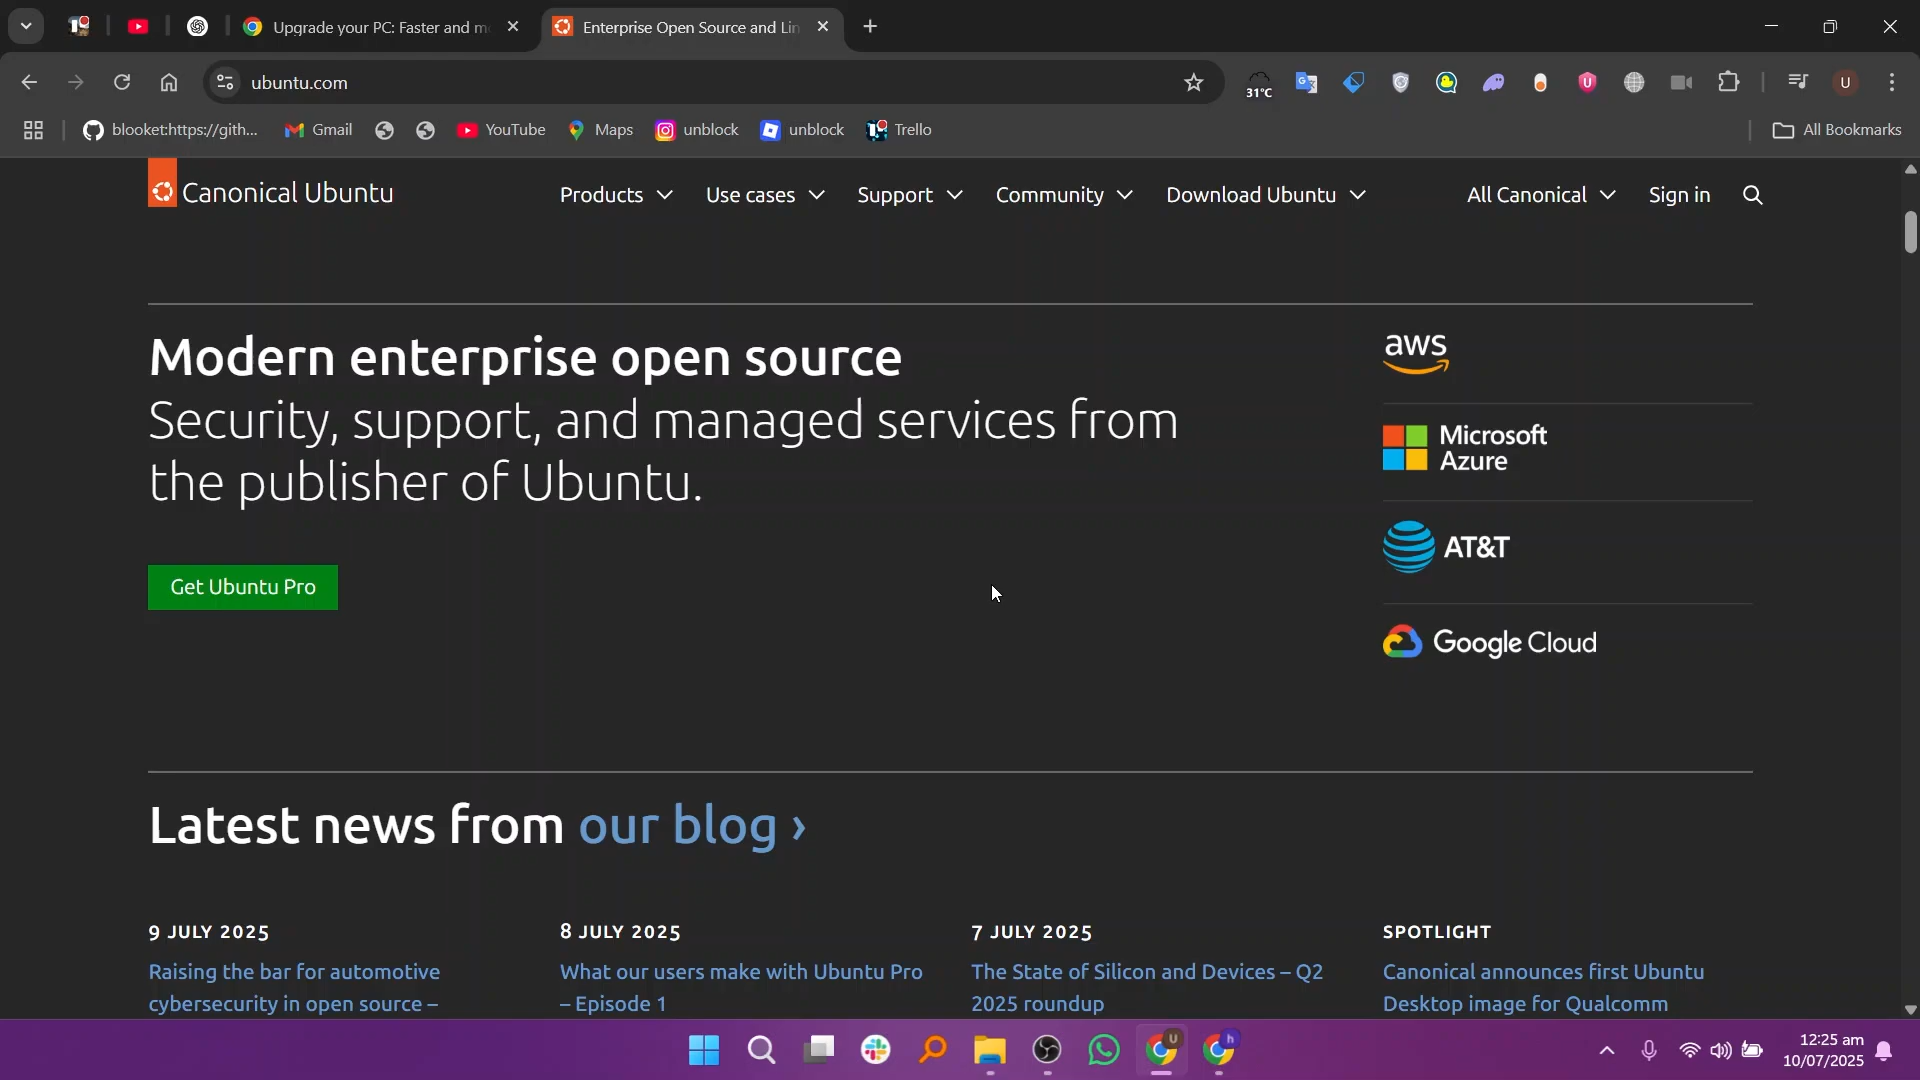 Upgrade your PC: Faster and m
Enterprise Open Source and Lin
ubuntu.com
31°C
U
U
blooket:https://gith...
Gmail
YouTube
Maps
unblock
unblock
Trello
All Bookmarks
Canonical Ubuntu
Products
Use cases
Support
Community
Download Ubuntu
All Canonical
Sign in
Modern enterprise open source
Security, support, and managed services from
the publisher of Ubuntu.
Get Ubuntu Pro
aws
Microsoft
Azure
AT&T
Google Cloud
Latest news from our blog ›
9 JULY 2025
Raising the bar for automotive
cybersecurity in open source –
8 JULY 2025
What our users make with Ubuntu Pro
– Episode 1
7 JULY 2025
The State of Silicon and Devices – Q2
2025 roundup
SPOTLIGHT
Canonical announces first Ubuntu
Desktop image for Qualcomm
U
h
12:25 am
10/07/2025